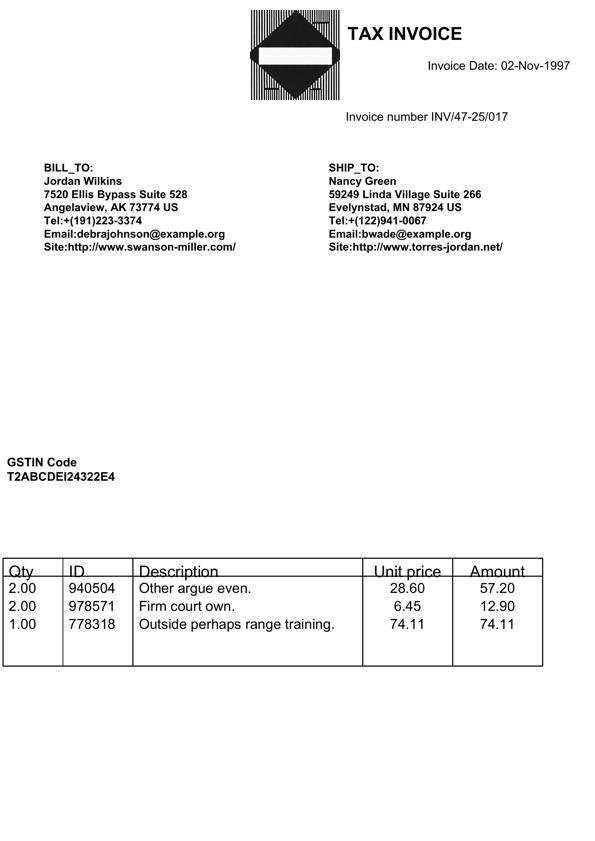 TAX INVOICE
Invoice Date: 02-Nov-1997
Invoice number INV/47-25/017
BILL_TO:
Jordan Wilkins
7520 Ellis Bypass Suite 528
Angelaview, AK 73774 US
Tel:+(191)223-3374
Email:debrajohnson@example.org
Site:http://www.swanson-miller.com/
SHIP_TO:
Nancy Green
59249 Linda Village Suite 266
Evelynstad, MN 87924 US
Tel:+(122)941-0067
Email:bwade@example.org
Site:http://www.torres-jordan.net/
GSTIN Code
T2ABCDEI24322E4
Qty ID Description Unit price Amount
2.00 940504 Other argue even. 28.60 57.20
2.00 978571 Firm court own. 6.45 12.90
1.00 778318 Outside perhaps range training. 74.11 74.11